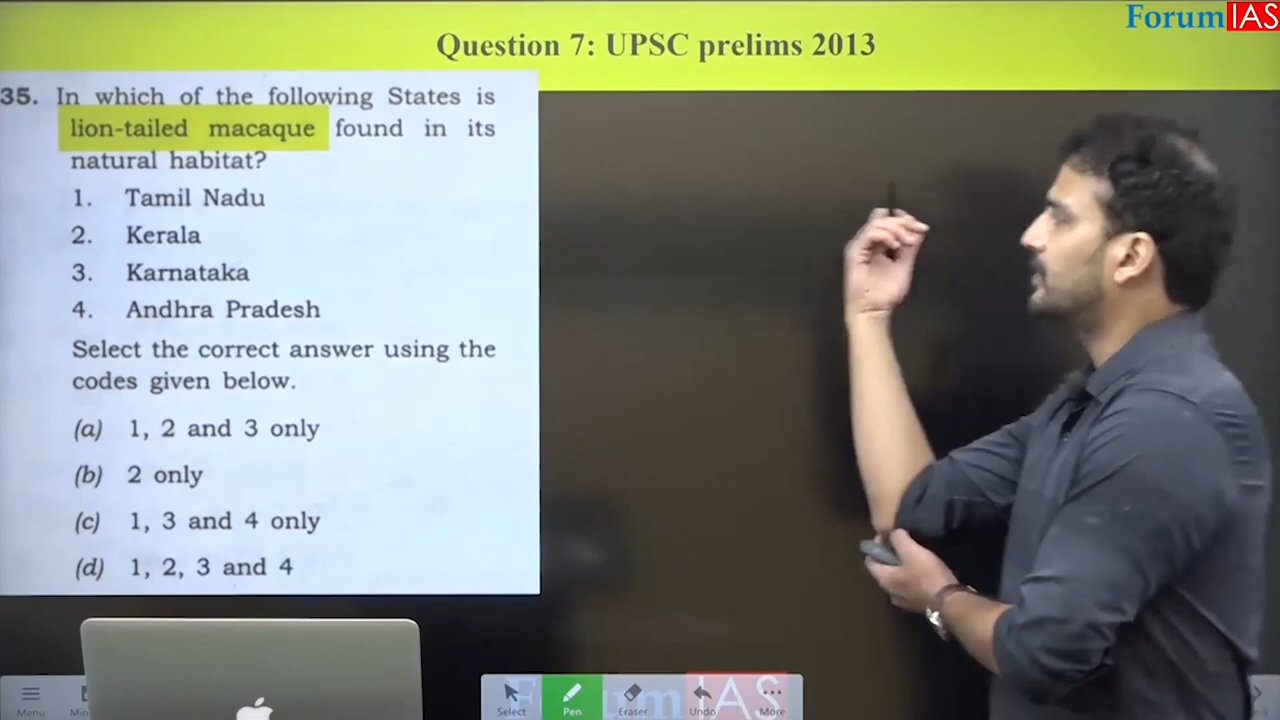 ForumIAS
Question 7: UPSC prelims 2013
35. In which of the following States is
lion-tailed macaque found in its
natural habitat?
1. Tamil Nadu
2. Kerala
3. Karnataka
4. Andhra Pradesh
Select the correct answer using the
codes given below.
(a) 1, 2 and 3 only
(b) 2 only
(c) 1, 3 and 4 only
(d) 1, 2, 3 and 4
Menu
Select Pen Eraser Undo More
ForumIAS